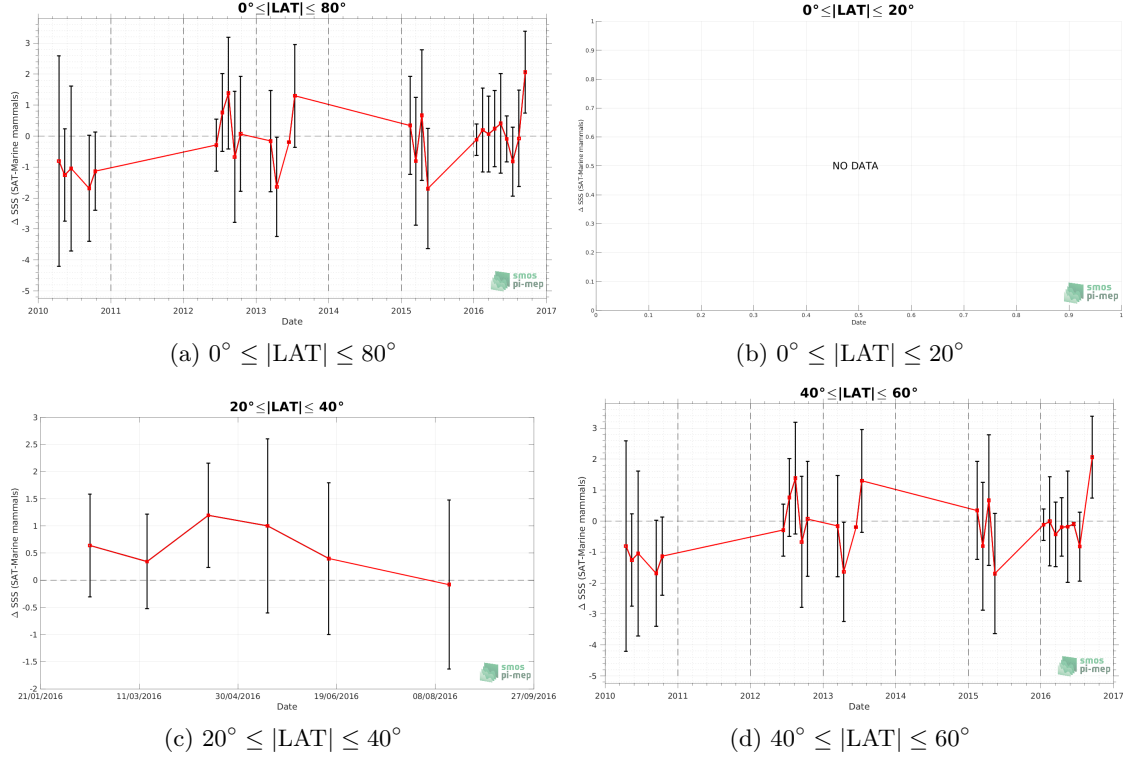 0°≤|LAT|≤ 80°
Δ SSS (SAT-Marine mammals)
3
2
1
0
-1
-2
-3
-4
-5
2010 2011 2012 2013 2014 2015 2016 2017
Date
smos
pi-mep
(a) 0° ≤ |LAT| ≤ 80°
0°≤|LAT|≤ 20°
Δ SSS (SAT-Marine mammals)
1
0.9
0.8
0.7
0.6
0.5
0.4
0.3
0.2
0.1
0
NO DATA
0 0.1 0.2 0.3 0.4 0.5 0.6 0.7 0.8 0.9 1
Date
smos
pi-mep
(b) 0° ≤ |LAT| ≤ 20°
20°≤|LAT|≤ 40°
Δ SSS (SAT-Marine mammals)
3
2.5
2
1.5
1
0.5
0
-0.5
-1
-1.5
-2
21/01/2016 11/03/2016 30/04/2016 19/06/2016 08/08/2016 27/09/2016
Date
smos
pi-mep
(c) 20° ≤ |LAT| ≤ 40°
40°≤|LAT|≤ 60°
Δ SSS (SAT-Marine mammals)
3
2
1
0
-1
-2
-3
-4
-5
2010 2011 2012 2013 2014 2015 2016 2017
Date
smos
pi-mep
(d) 40° ≤ |LAT| ≤ 60°